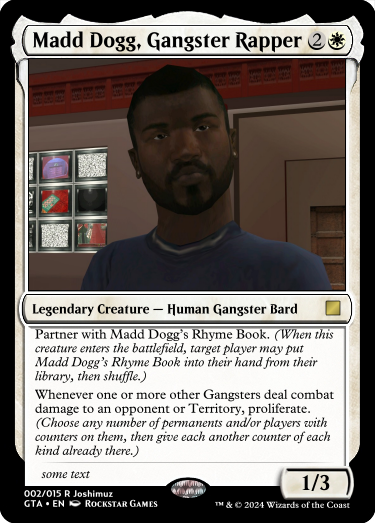 Madd Dogg, Gangster Rapper 2
Legendary Creature — Human Gangster Bard
Partner with Madd Dogg's Rhyme Book. (When this
creature enters the battlefield, target player may put
Madd Dogg's Rhyme Book into their hand from their
library, then shuffle.)
Whenever one or more other Gangsters deal combat
damage to an opponent or Territory, proliferate.
(Choose any number of permanents and/or players with
counters on them, then give each another counter of each
kind already there.)
some text
1/3
002/015 R Joshimuz
GTA • EN Rockstar Games
™ & © 2024 Wizards of the Coast